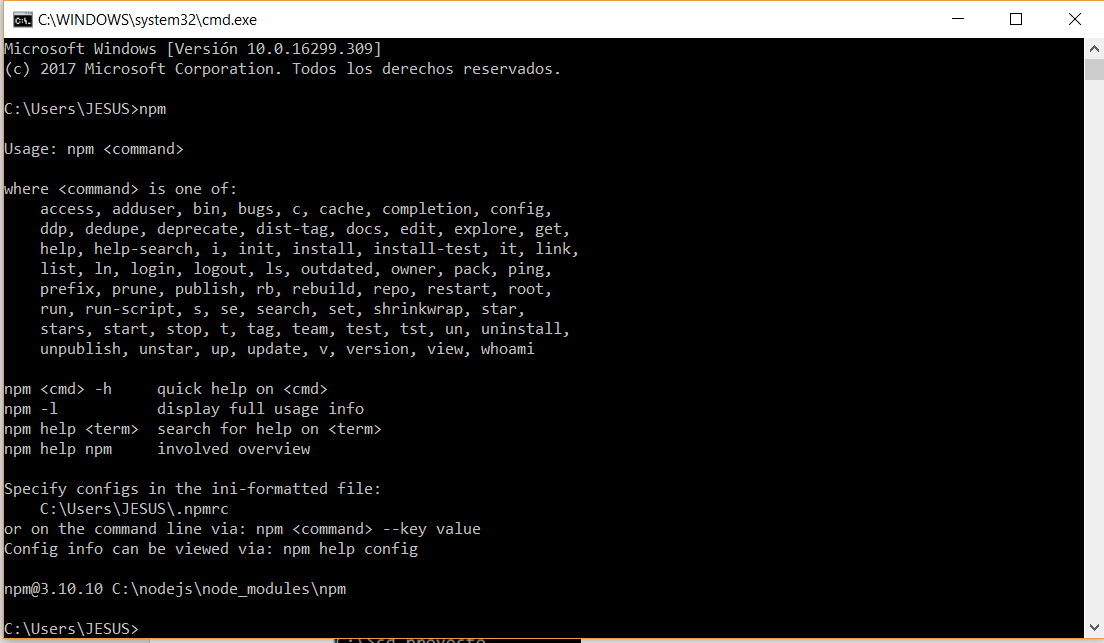 C:\WINDOWS\system32\cmd.exe
Microsoft Windows [Versión 10.0.16299.309]
(c) 2017 Microsoft Corporation. Todos los derechos reservados.
C:\Users\JESUS>npm
Usage: npm <command>
where <command> is one of:
    access, adduser, bin, bugs, c, cache, completion, config,
    ddp, dedupe, deprecate, dist-tag, docs, edit, explore, get,
    help, help-search, i, init, install, install-test, it, link,
    list, ln, login, logout, ls, outdated, owner, pack, ping,
    prefix, prune, publish, rb, rebuild, repo, restart, root,
    run, run-script, s, se, search, set, shrinkwrap, star,
    stars, start, stop, t, tag, team, test, tst, un, uninstall,
    unpublish, unstar, up, update, v, version, view, whoami
npm <cmd> -h     quick help on <cmd>
npm -l           display full usage info
npm help <term>  search for help on <term>
npm help npm     involved overview
Specify configs in the ini-formatted file:
    C:\Users\JESUS\.npmrc
or on the command line via: npm <command> --key value
Config info can be viewed via: npm help config
npm@3.10.10 C:\nodejs\node_modules\npm
C:\Users\JESUS>